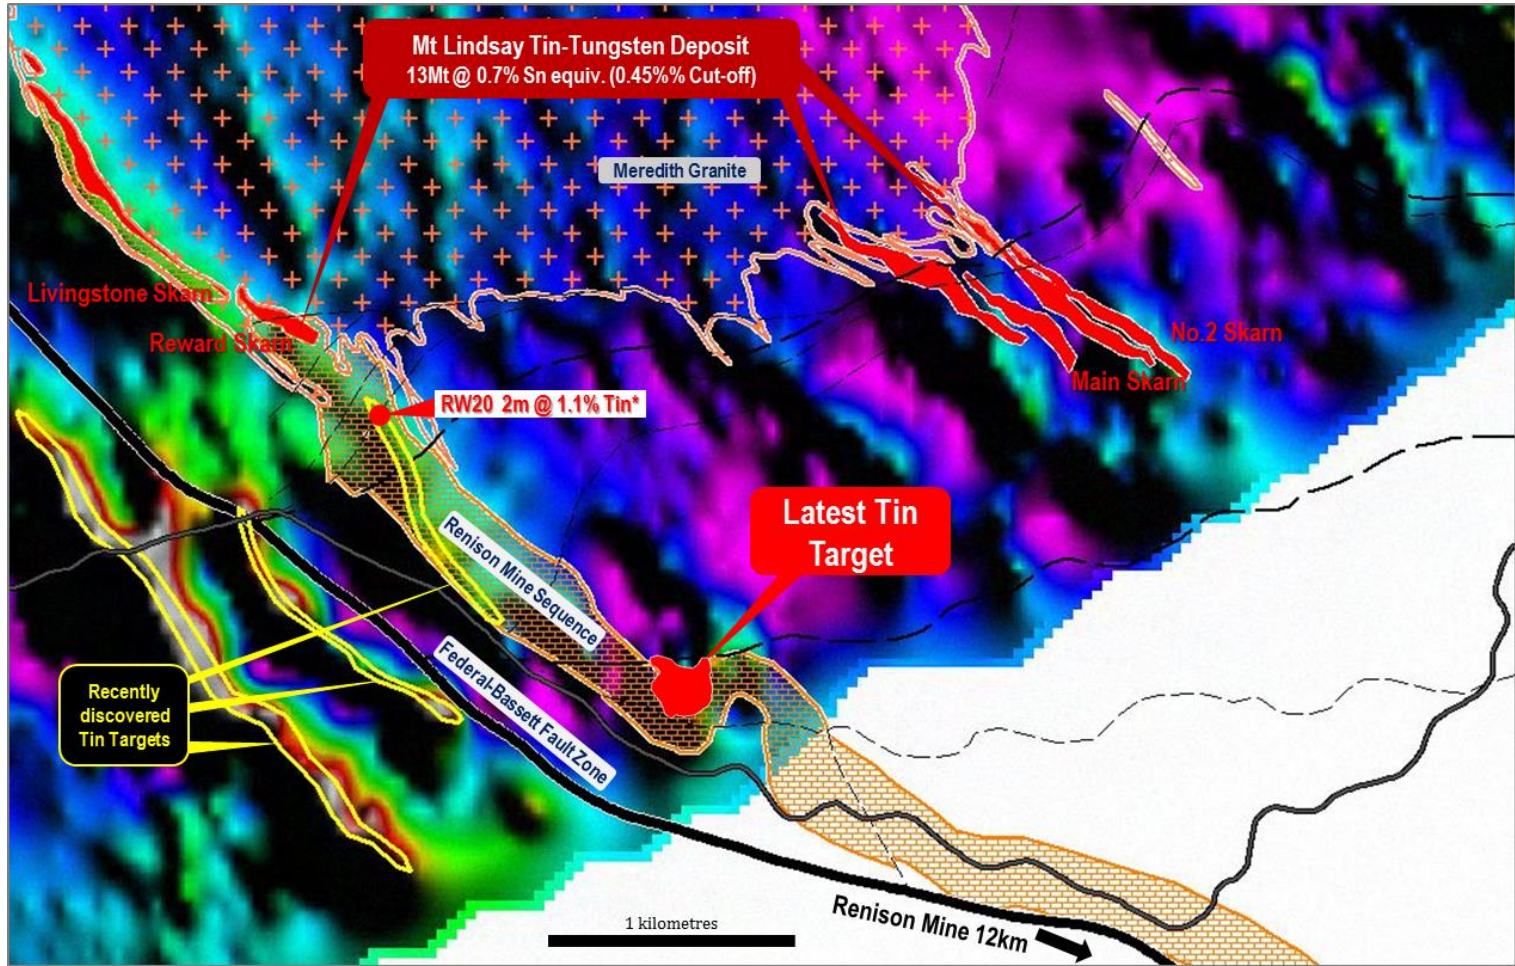 Mt Lindsay Tin-Tungsten Deposit
13Mt @ 0.7% Sn equiv. (0.45%% Cut-off)
Meredith Granite
Livingstone Skarn
Reward Skarn
No.2 Skarn
Main Skarn
RW20  2m @ 1.1% Tin*
Latest Tin
Target
Renison Mine Sequence
Federal-Bassett Fault Zone
Recently
discovered
Tin Targets
1 kilometres
Renison Mine 12km